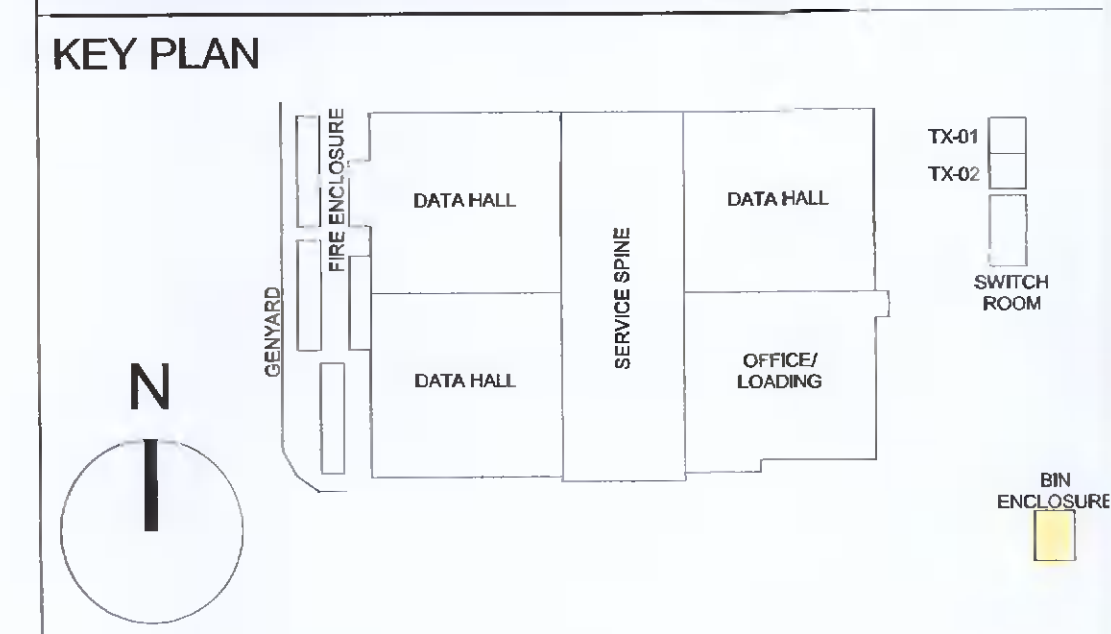 KEY PLAN
FIRE ENCLOSURE
GENYARD
DATA HALL
DATA HALL
SERVICE SPINE
DATA HALL
OFFICE/
LOADING
TX-01
TX-02
SWITCH
ROOM
N
BIN
ENCLOSURE